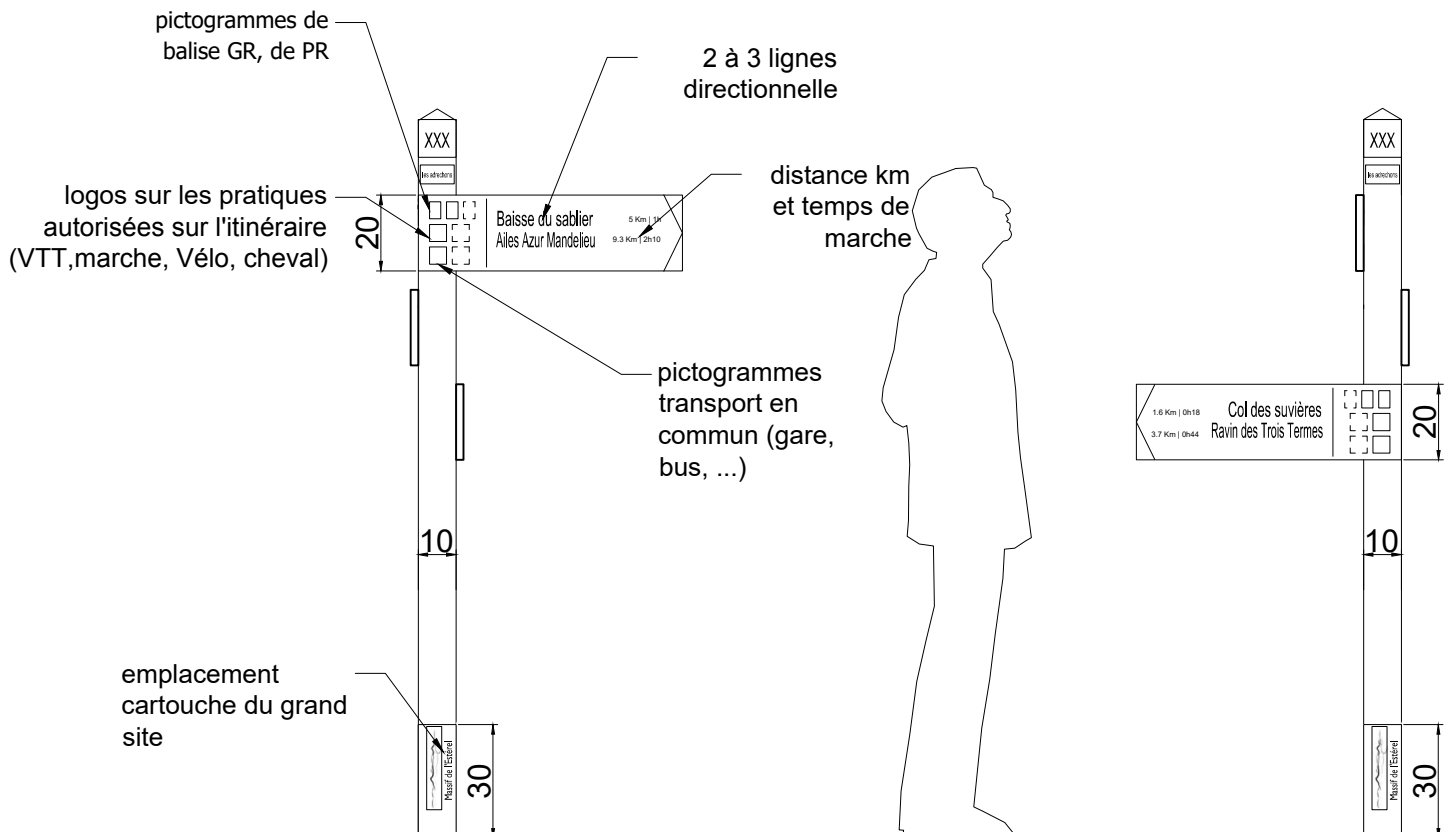 pictogrammes de
balise GR, de PR
2 à 3 lignes
directionnelle
XXX
les adrechons
logos sur les pratiques
autorisées sur l'itinéraire
(VTT,marche, Vélo, cheval)
20
Baisse du sablier
5 Km | 1h
Ailes Azur Mandelieu
9.3 Km | 2h10
distance km
et temps de
marche
pictogrammes
transport en
commun (gare,
bus, ...)
10
emplacement
cartouche du grand
site
Massif de l'Estérel
30
XXX
les adrechons
Col des suvières
1.6 Km | 0h18
Ravin des Trois Termes
3.7 Km | 0h44
20
10
Massif de l'Estérel
30